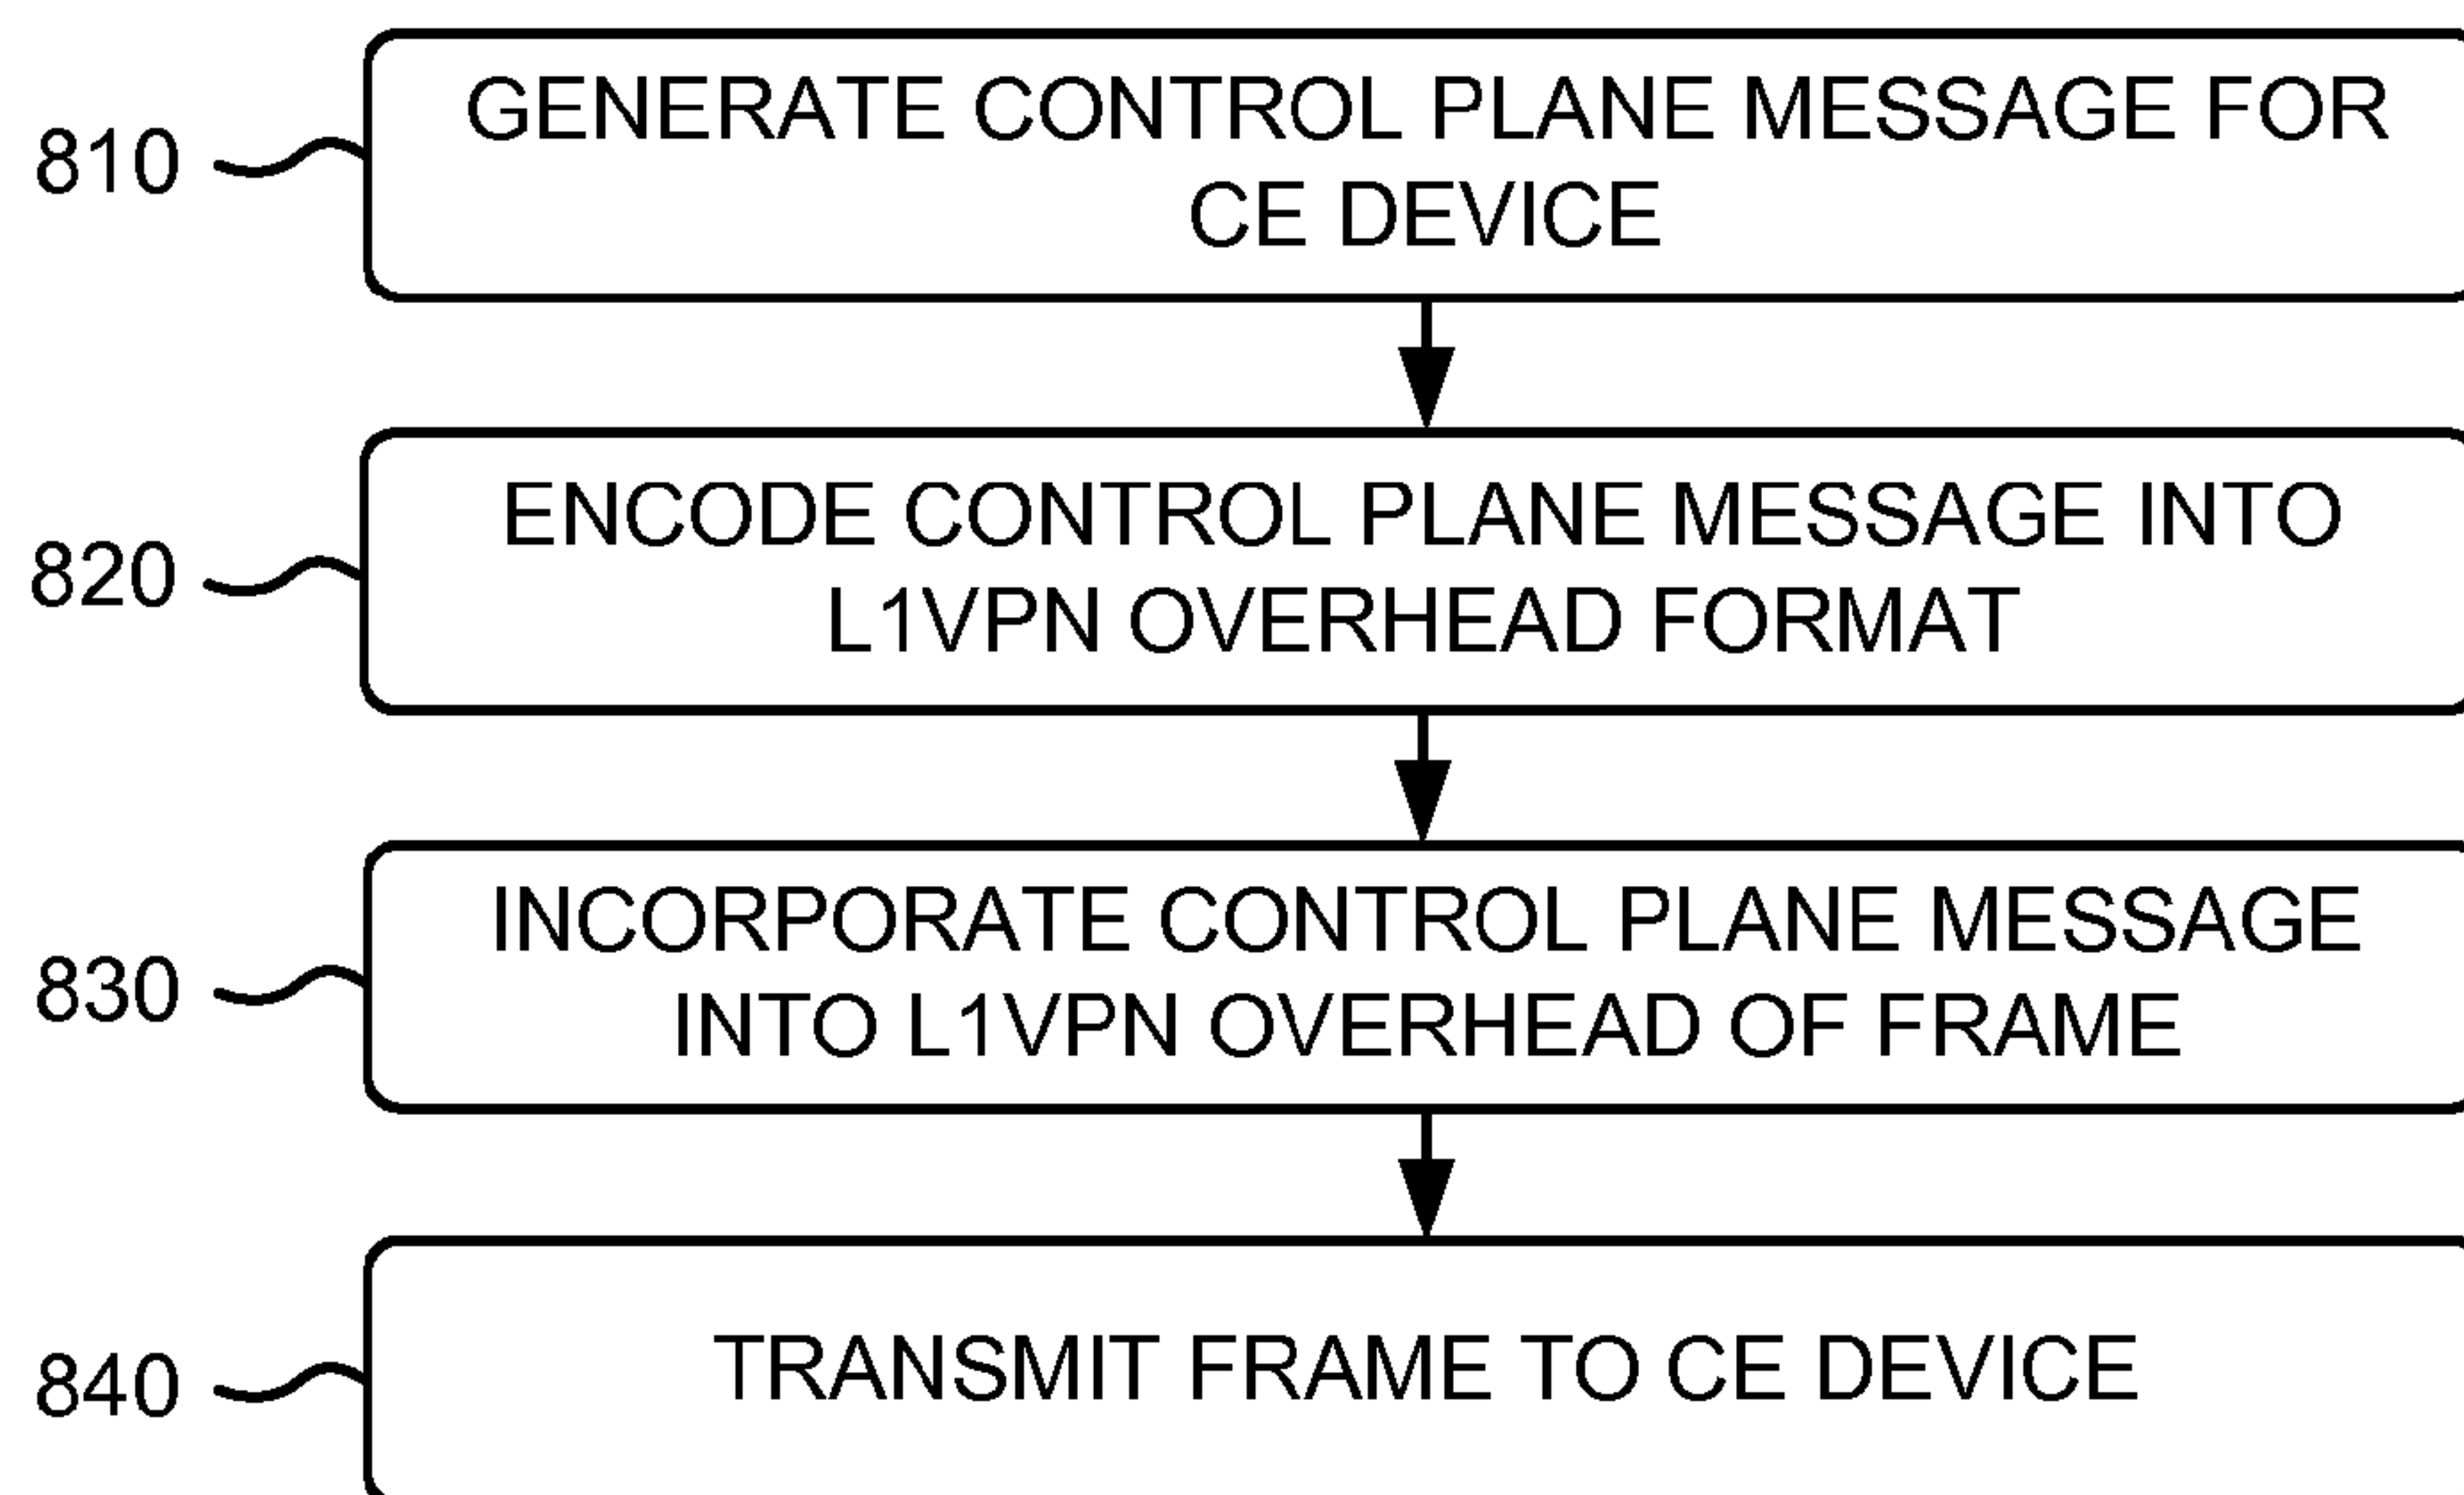 810
GENERATE CONTROL PLANE MESSAGE FOR
CE DEVICE
820
ENCODE CONTROL PLANE MESSAGE INTO
L1VPN OVERHEAD FORMAT
830
INCORPORATE CONTROL PLANE MESSAGE
INTO L1VPN OVERHEAD OF FRAME
840
TRANSMIT FRAME TO CE DEVICE